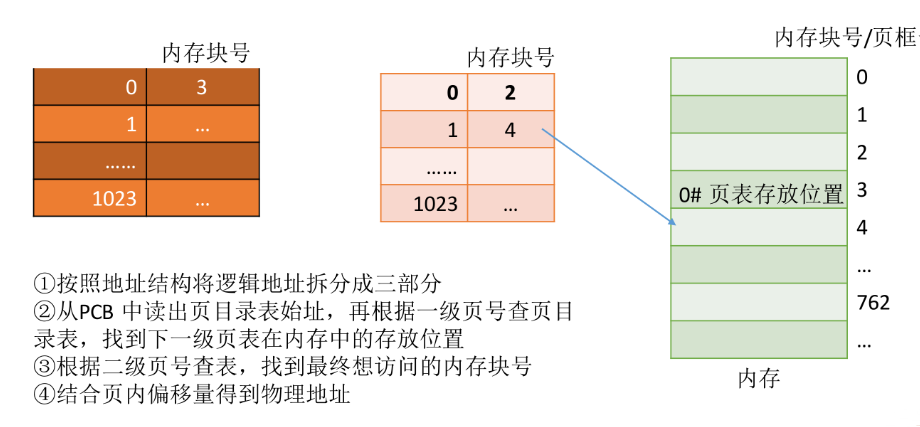 内存块号
0 3
1 ...
......
1023 ...
内存块号
0 2
1 4
......
1023 ...
内存块号/页框
0
1
2
0# 页表存放位置 3
4
...
762
...
内存
①按照地址结构将逻辑地址拆分成三部分
②从PCB 中读出页目录表始址，再根据一级页号查页目
录表，找到下一级页表在内存中的存放位置
③根据二级页号查表，找到最终想访问的内存块号
④结合页内偏移量得到物理地址